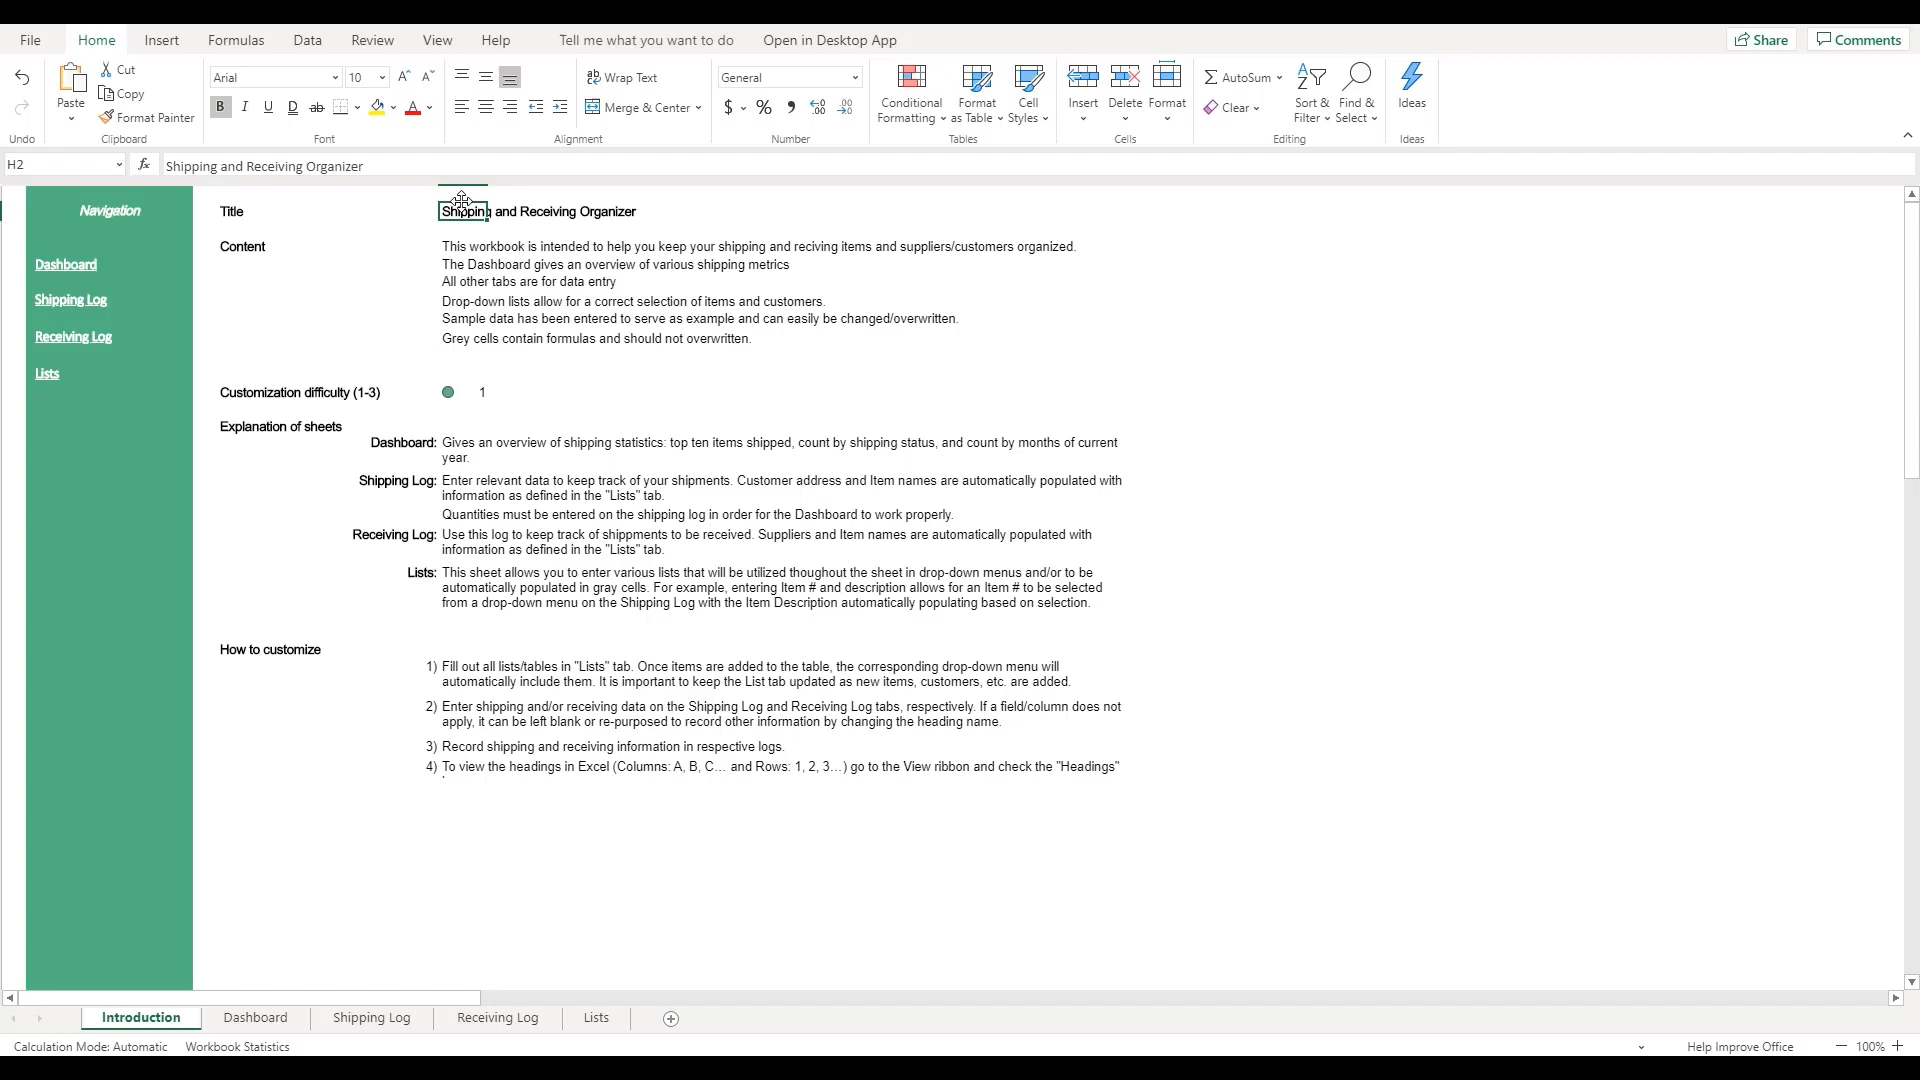 File Home Insert Formulas Data Review View Help Tell me what you want to do Open in Desktop App Share Comments
Paste Cut Copy Format Painter
Arial 10
Wrap Text
Merge & Center
General
Conditional Formatting
Format as Table
Cell Styles
Insert Delete Format
AutoSum
Clear
Sort & Filter
Find & Select
Ideas
Undo Clipboard Font Alignment Number Tables Cells Editing Ideas
H2 fx Shipping and Receiving Organizer
Navigation
Dashboard
Shipping Log
Receiving Log
Lists
Title Shipping and Receiving Organizer
Content This workbook is intended to help you keep your shipping and reciving items and suppliers/customers organized.
The Dashboard gives an overview of various shipping metrics
All other tabs are for data entry
Drop-down lists allow for a correct selection of items and customers.
Sample data has been entered to serve as example and can easily be changed/overwritten.
Grey cells contain formulas and should not overwritten.
Customization difficulty (1-3) 1
Explanation of sheets
Dashboard: Gives an overview of shipping statistics: top ten items shipped, count by shipping status, and count by months of current
year.
Shipping Log: Enter relevant data to keep track of your shipments. Customer address and Item names are automatically populated with
information as defined in the "Lists" tab.
Quantities must be entered on the shipping log in order for the Dashboard to work properly.
Receiving Log: Use this log to keep track of shippments to be received. Suppliers and Item names are automatically populated with
information as defined in the "Lists" tab.
Lists: This sheet allows you to enter various lists that will be utilized thoughout the sheet in drop-down menus and/or to be
automatically populated in gray cells. For example, entering Item # and description allows for an Item # to be selected
from a drop-down menu on the Shipping Log with the Item Description automatically populating based on selection.
How to customize
1) Fill out all lists/tables in "Lists" tab. Once items are added to the table, the corresponding drop-down menu will
automatically include them. It is important to keep the List tab updated as new items, customers, etc. are added.
2) Enter shipping and/or receiving data on the Shipping Log and Receiving Log tabs, respectively. If a field/column does not
apply, it can be left blank or re-purposed to record other information by changing the heading name.
3) Record shipping and receiving information in respective logs.
4) To view the headings in Excel (Columns: A, B, C... and Rows: 1, 2, 3...) go to the View ribbon and check the "Headings"
Introduction Dashboard Shipping Log Receiving Log Lists
Calculation Mode: Automatic Workbook Statistics Help Improve Office 100%